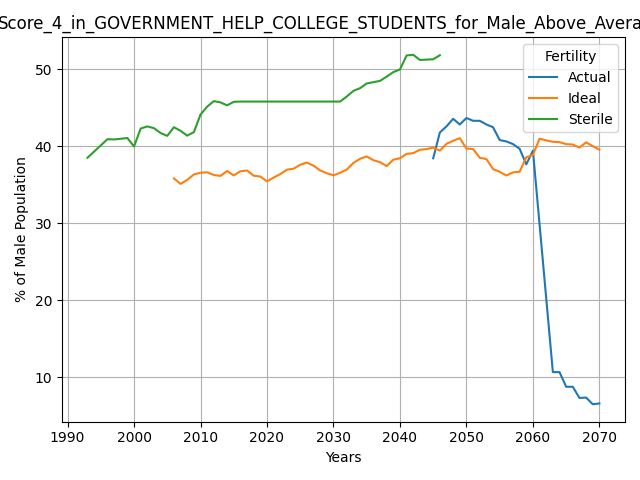 Score_4_in_GOVERNMENT_HELP_COLLEGE_STUDENTS_for_Male_Above_Avera
Fertility
Actual
Ideal
Sterile
% of Male Population
50
40
30
20
10
1990 2000 2010 2020 2030 2040 2050 2060 2070
Years